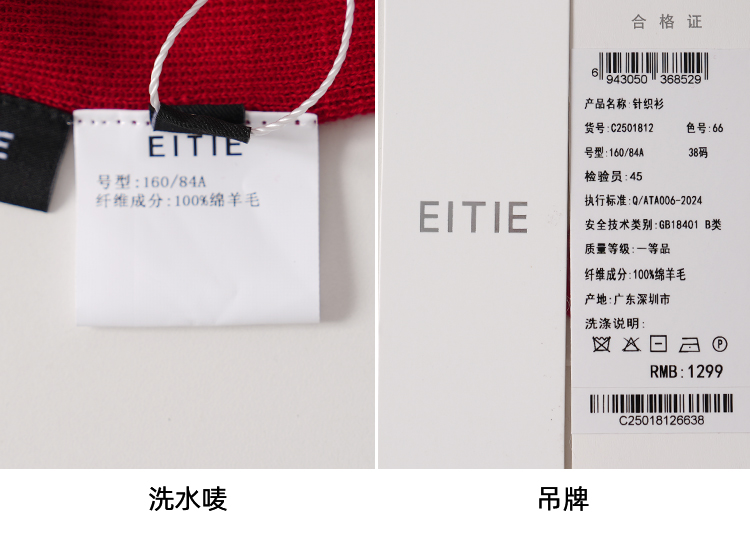 E
EITIE
号型:160/84A
纤维成分:100%绵羊毛
EITIE
合格证
6 943050 368529
产品名称:针织衫
货号:C2501812 色号:66
号型:160/84A 38码
检验员:45
执行标准:Q/ATA006-2024
安全技术类别:GB18401 B类
质量等级:一等品
纤维成分:100%绵羊毛
产地:广东深圳市
洗涤说明:
P
RMB:1299
C25018126638
洗水唛
吊牌